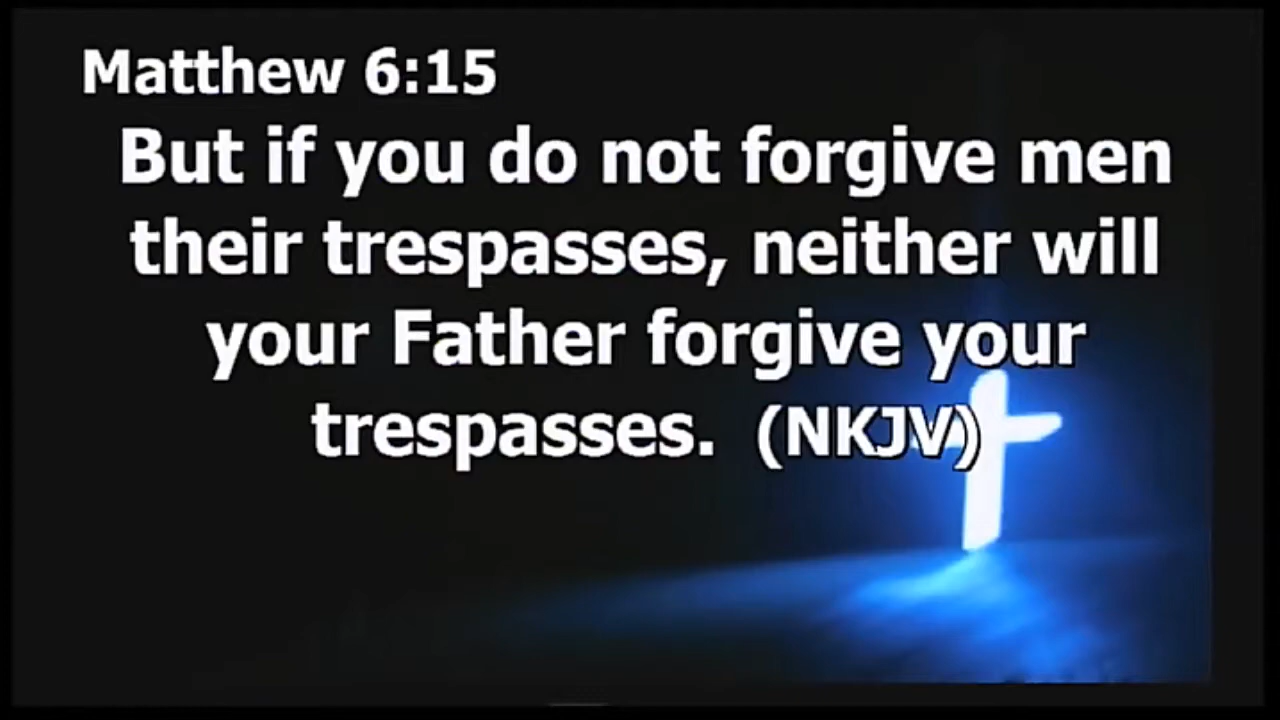 Matthew 6:15
But if you do not forgive men
their trespasses, neither will
your Father forgive your
trespasses. (NKJV)